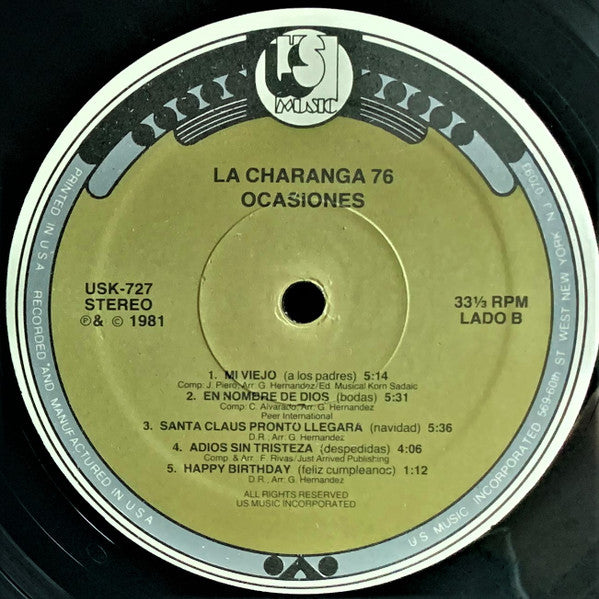 US
MUSIC
LA CHARANGA 76
OCASIONES
USK-727
STEREO
℗& © 1981
33⅓ RPM
LADO B
1. MI VIEJO (a los padres) 5:14
Comp: J. Piero, Arr. G. Hernandez/Ed. Musical Korn Sadaic
2. EN NOMBRE DE DIOS (bodas) 5:31
Comp: C. Alvarado, Arr. G. Hernandez
Peer International
3. SANTA CLAUS PRONTO LLEGARA (navidad) 5:36
D.R., Arr. G. Hernandez
4. ADIOS SIN TRISTEZA (despedidas) 4:06
Comp. & Arr.. F. Rivas/Just Arrived Publishing
5. HAPPY BIRTHDAY (feliz cumpleanos) 1:12
D.R., Arr. G. Hernandez
ALL RIGHTS RESERVED
US MUSIC INCORPORATED
PRINTED IN U.S.A.
RECORDED AND MANUFACTURED IN U.S.A.
US MUSIC INCORPORATED 569-60th ST WEST NEW YORK, N.J. 07093